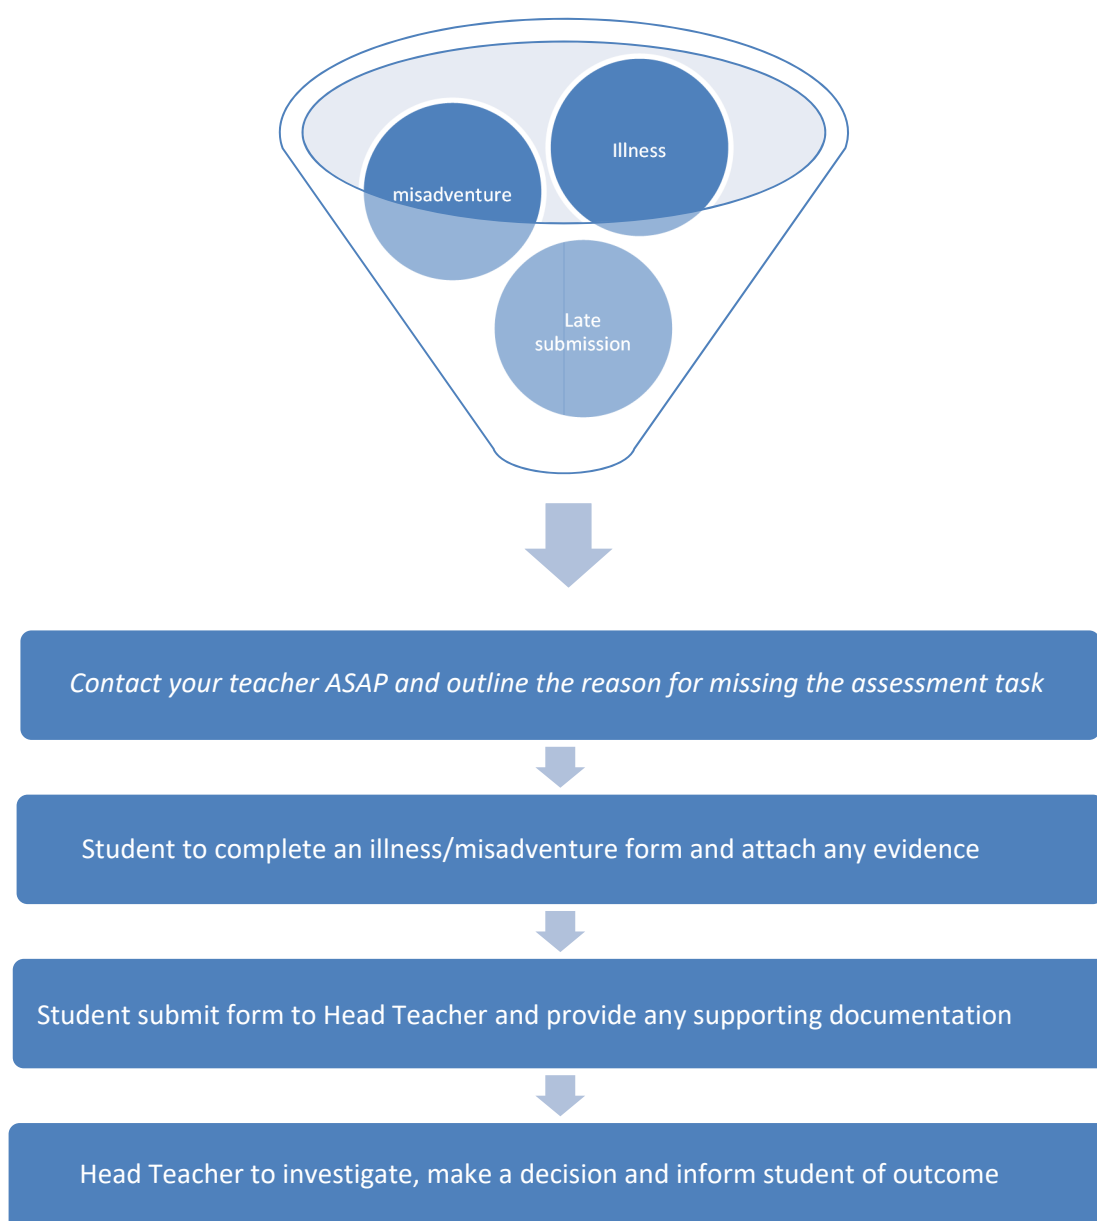 Illness
misadventure
Late
submission
Contact your teacher ASAP and outline the reason for missing the assessment task
Student to complete an illness/misadventure form and attach any evidence
Student submit form to Head Teacher and provide any supporting documentation
Head Teacher to investigate, make a decision and inform student of outcome